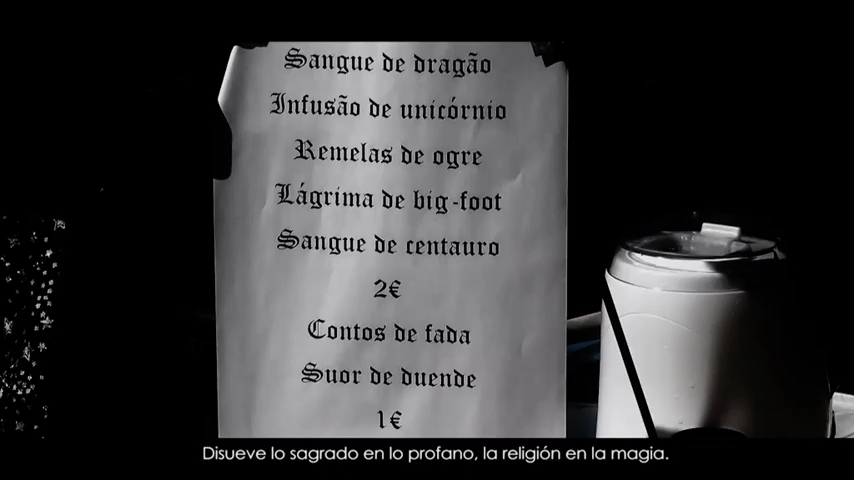 Sangue de dragão
Infusão de unicórnio
Remelas de ogre
Lágrima de big-foot
Sangue de centauro
2€
Contos de fada
Suor de duende
1€
Disueve lo sagrado en lo profano, la religión en la magia.